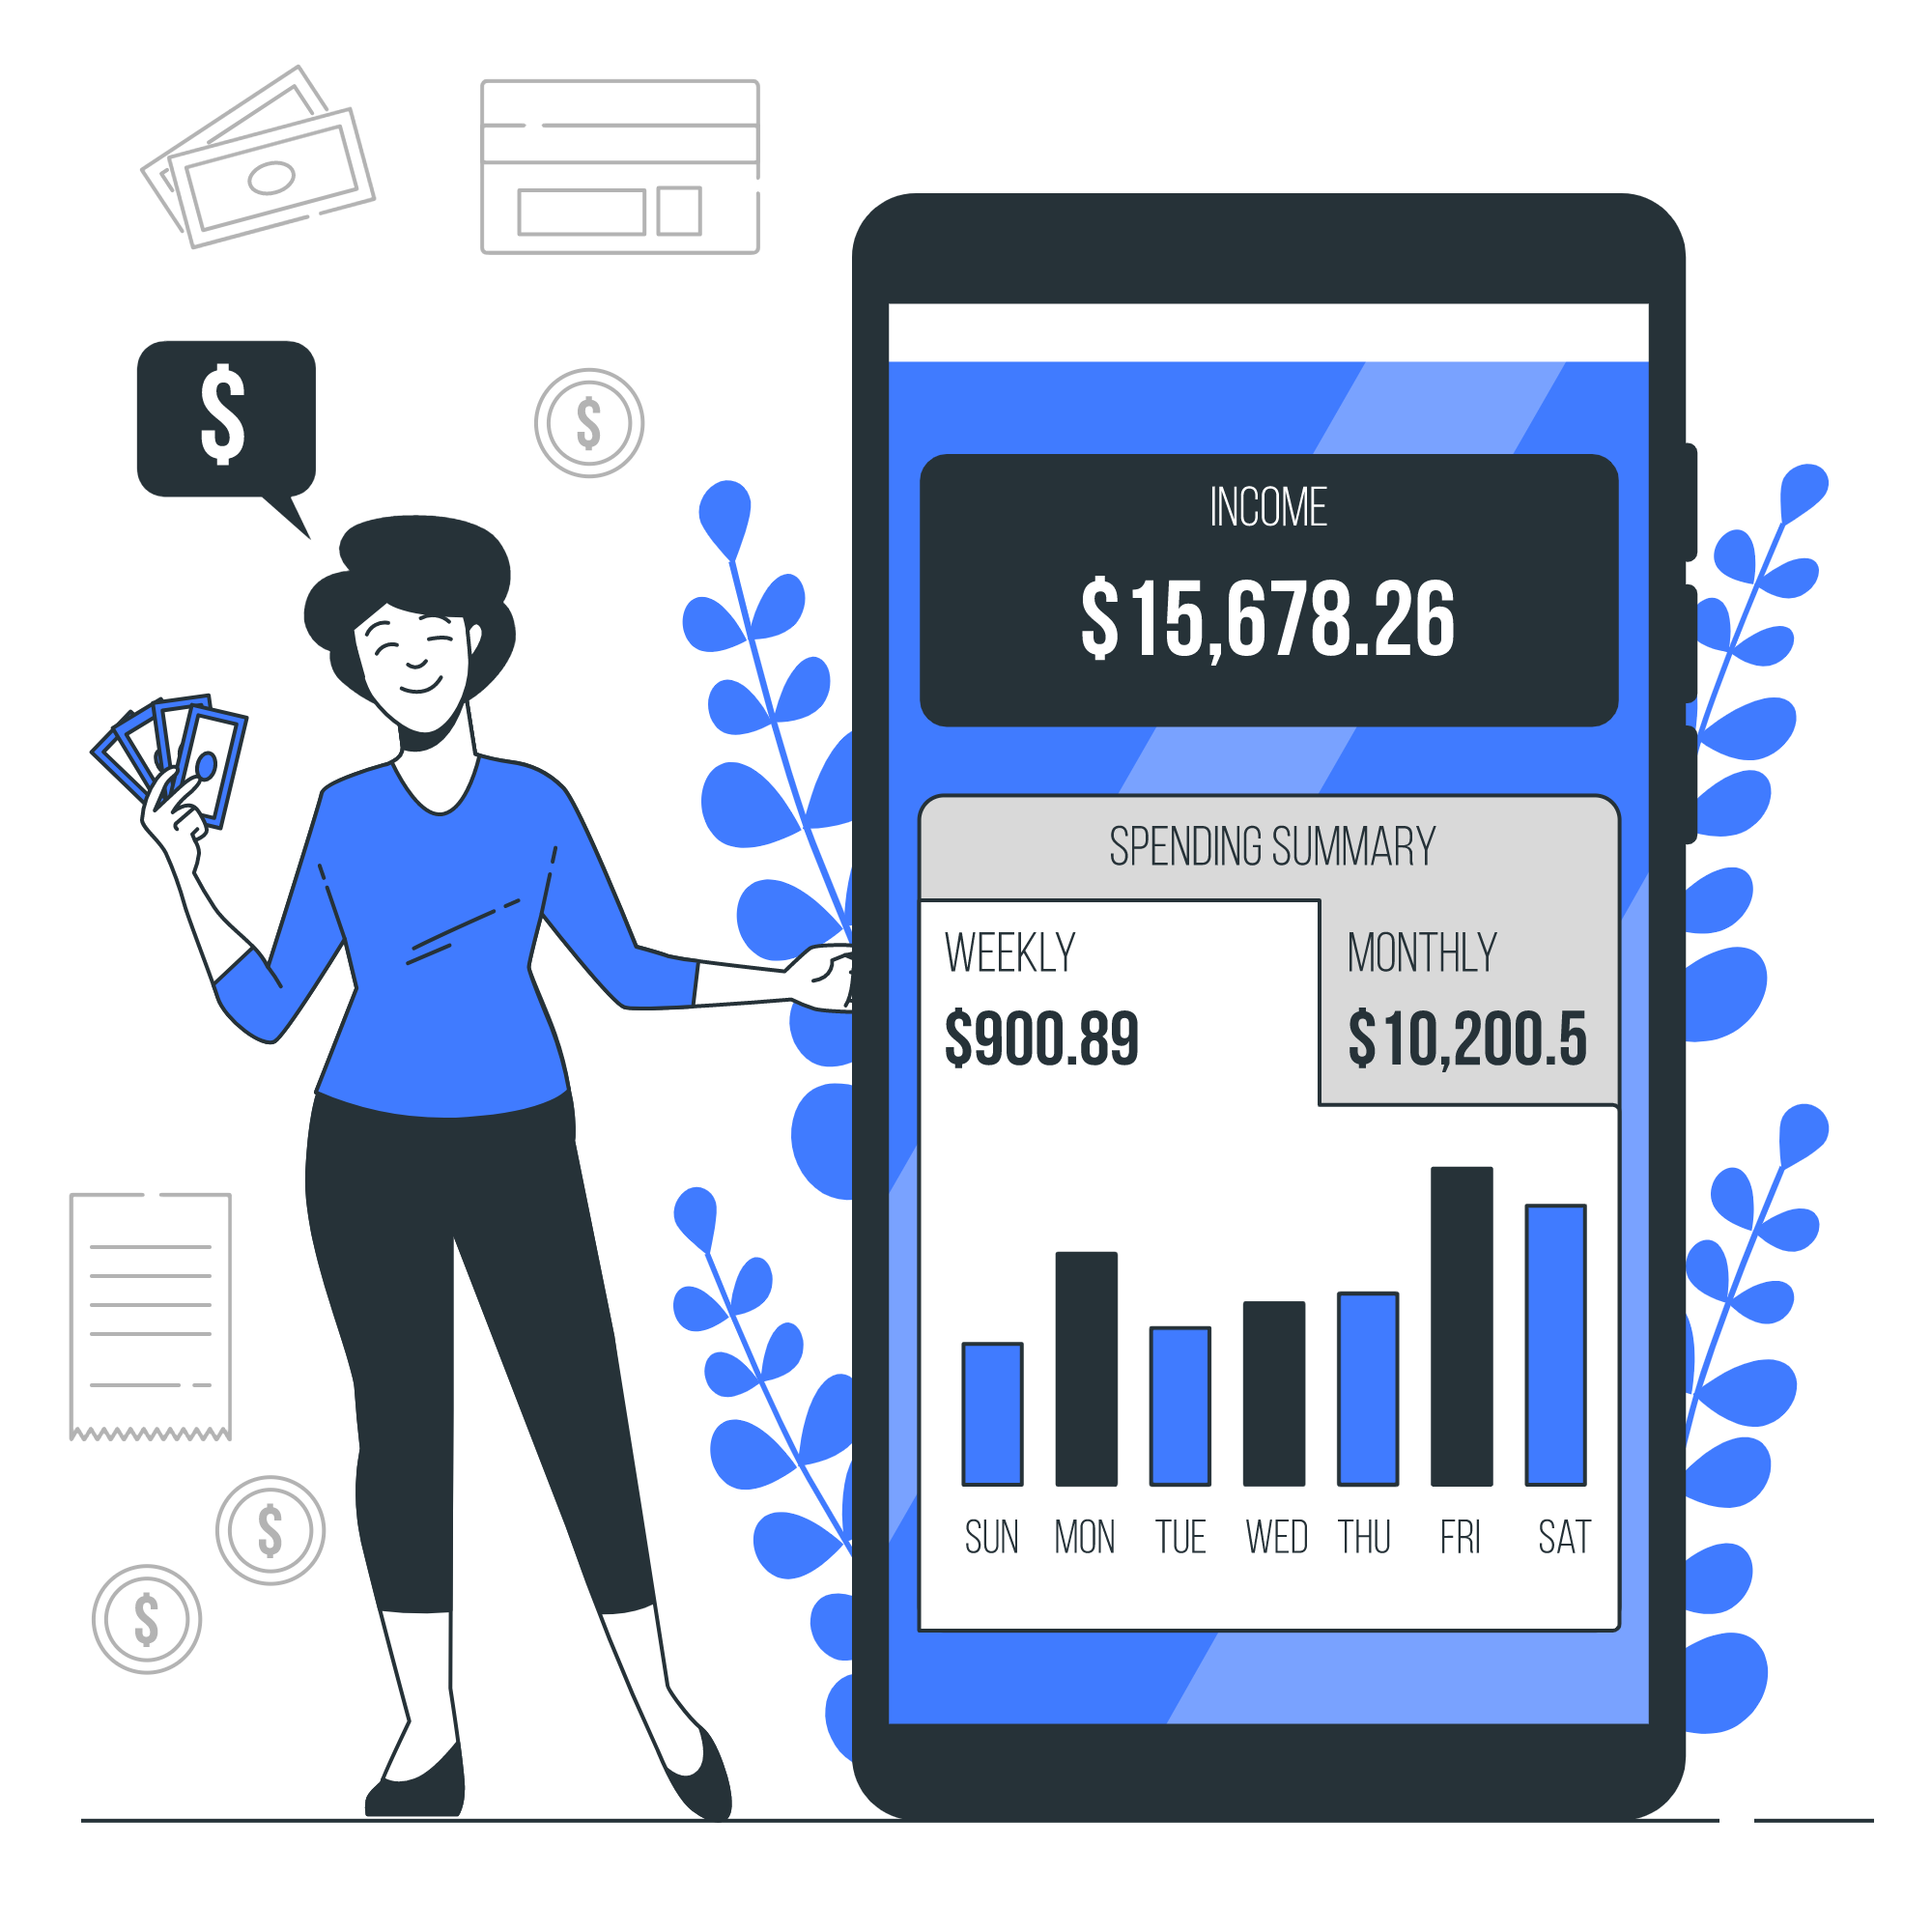 $
$
INCOME
$15,678.26
SPENDING SUMMARY
WEEKLY
MONTHLY
$900.89
$10,200.5
SUN MON TUE WED THU FRI SAT
$
$